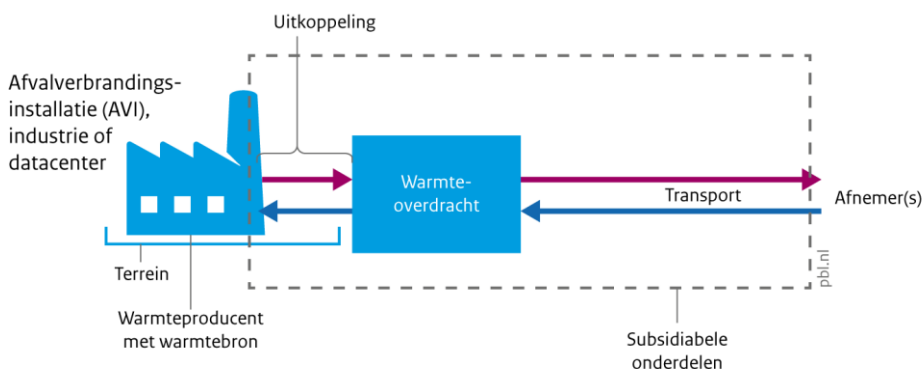 Uitkoppeling
Afvalverbrandings-
installatie (AVI),
industrie of
datacenter
Warmte-
overdracht
Transport
Afnemer(s)
Terrein
Warmteproducent
met warmtebron
Subsidiabele
onderdelen
pbl.nl